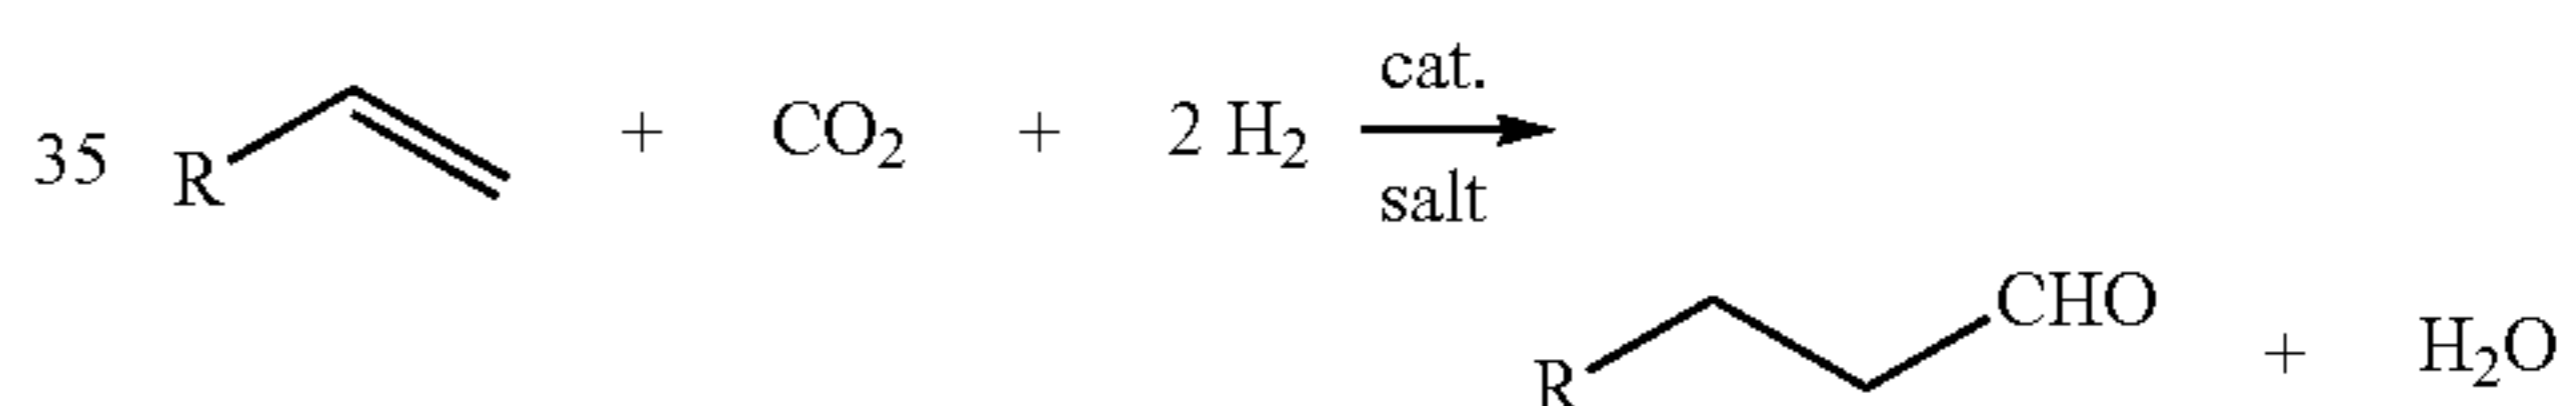 cat.
35 R + CO₂ + 2 H₂
salt
CHO
R + H₂O